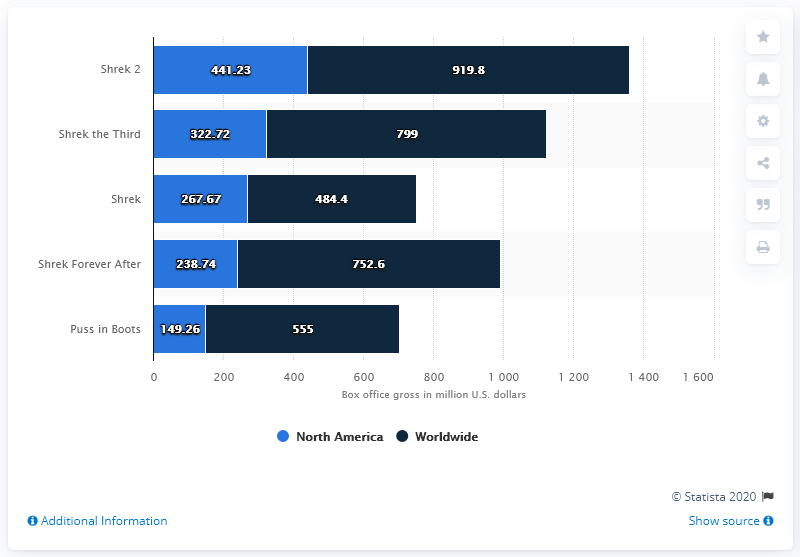 Shrek 2 441.23 919.8
Shrek the Third 322.72 799
Shrek 267.67 484.4
Shrek Forever After 238.74 752.6
Puss in Boots 149.26 555
0 200 400 600 800 1 000 1 200 1 400 1 600
Box office gross in million U.S. dollars
North America Worldwide
© Statista 2020
Additional Information Show source